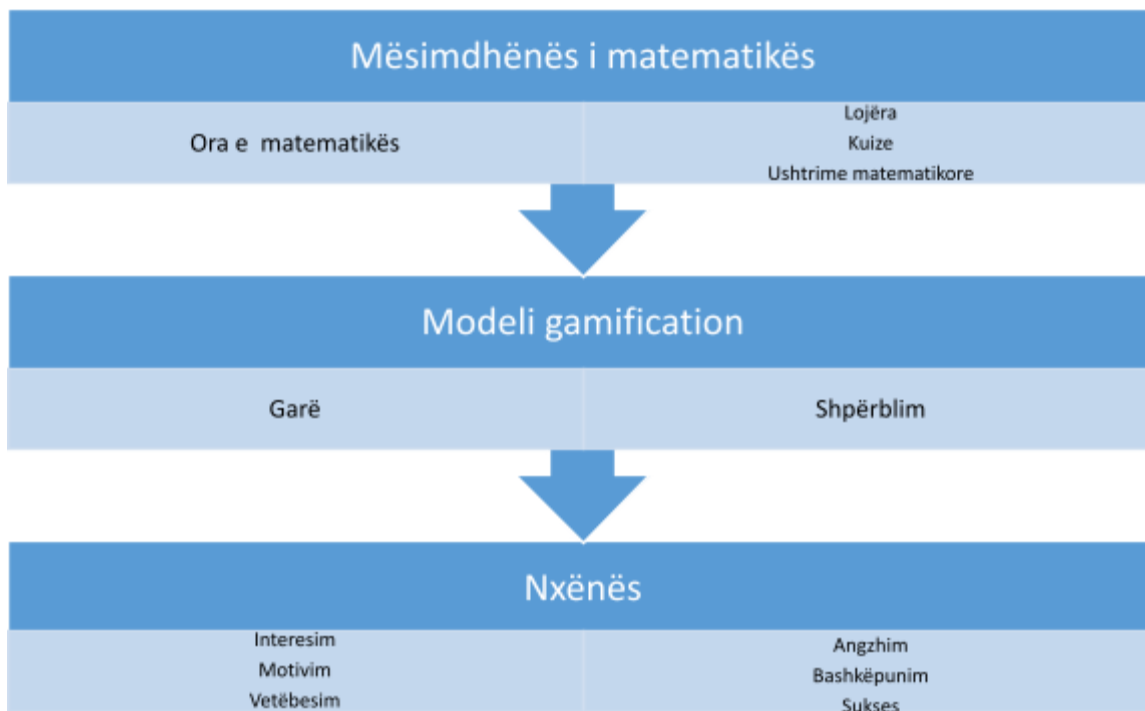 Mësimdhënës i matematikës
Ora e matematikës
Lojëra
Kuize
Ushtrime matematikore
Modeli gamification
Garë
Shpërblim
Nxënës
Interesim
Motivim
Vetëbesim
Angzhim
Bashkëpunim
Sukses